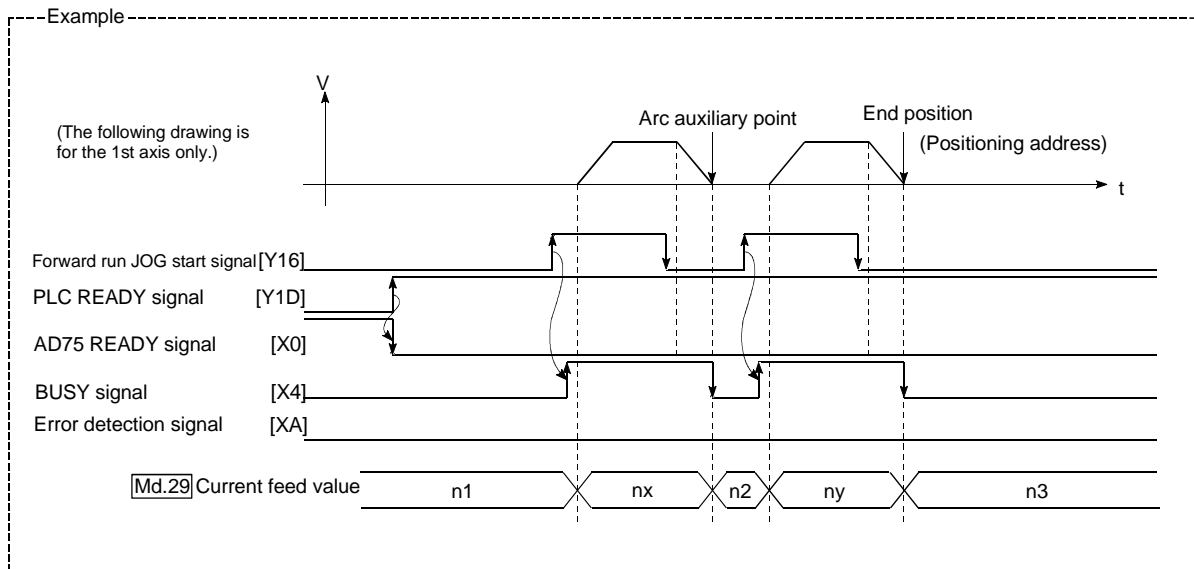 Example
V
(The following drawing is
for the 1st axis only.)
Arc auxiliary point
End position
(Positioning address)
t
Forward run JOG start signal [Y16]
PLC READY signal [Y1D]
AD75 READY signal [X0]
BUSY signal [X4]
Error detection signal [XA]
Md.29 Current feed value n1 nx n2 ny n3